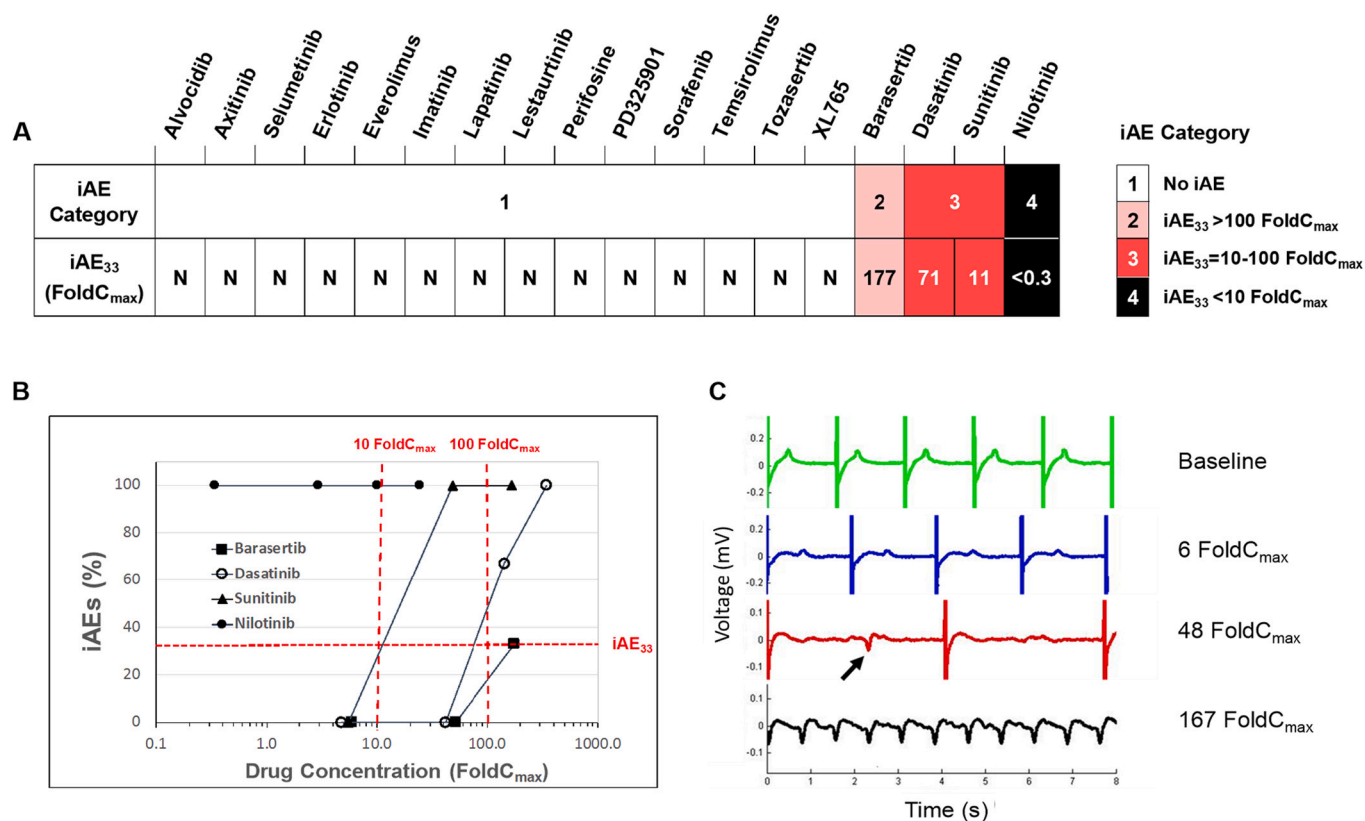 Alvocidib
Axitinib
Selumetinib
Erlotinib
Everolimus
Imatinib
Lapatinib
Lestaurtinib
Perifosine
PD325901
Sorafenib
Temsirolimus
Tozasertib
XL765
Barasertib
Dasatinib
Sunitinib
Nilotinib
A
iAE Category
iAE
Category
1
2
3
4
1 No iAE
2 iAE33 >100 FoldCmax
3 iAE33=10-100 FoldCmax
4 iAE33 <10 FoldCmax
iAE33
(FoldCmax)
N N N N N N N N N N N N N N 177 71 11 <0.3
B
10 FoldCmax 100 FoldCmax
iAEs (%)
100
80
60
40
20
0
Barasertib
Dasatinib
Sunitinib
Nilotinib
iAE33
0.1 1.0 10.0 100.0 1000.0
Drug Concentration (FoldCmax)
C
Voltage (mV)
0.2
0
-0.2
Baseline
0.2
0
-0.2
6 FoldCmax
0.1
0
-0.1
48 FoldCmax
0.1
0
-0.1
167 FoldCmax
0 1 2 3 4 5 6 7 8
Time (s)